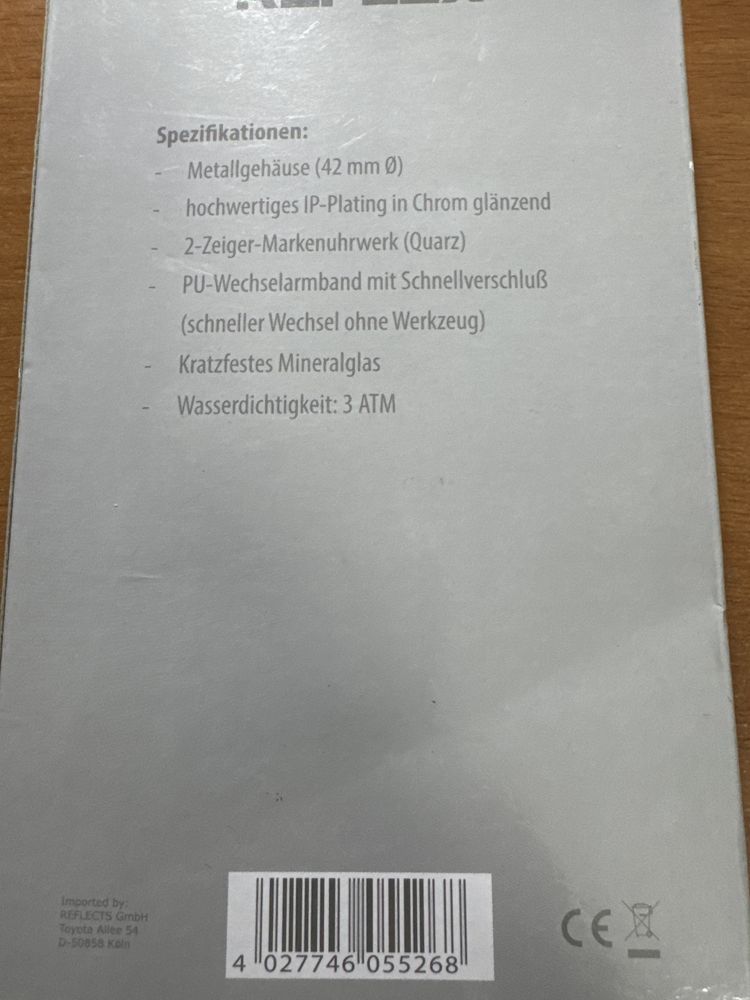 Spezifikationen:
- Metallgehäuse (42 mm Ø)
- hochwertiges IP-Plating in Chrom glänzend
- 2-Zeiger-Markenuhrwerk (Quarz)
- PU-Wechselarmband mit Schnellverschluß
(schneller Wechsel ohne Werkzeug)
- Kratzfestes Mineralglas
- Wasserdichtigkeit: 3 ATM
Imported by:
REFLECTS GmbH
Toyota Allee 54
D-50858 Köln
4 027746 055268
CE